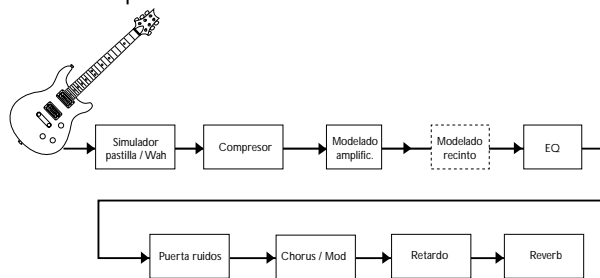 Simulador
pastilla / Wah
Compresor
Modelado
amplific.
Modelado
recinto
EQ
Puerta ruidos
Chorus / Mod
Retardo
Reverb